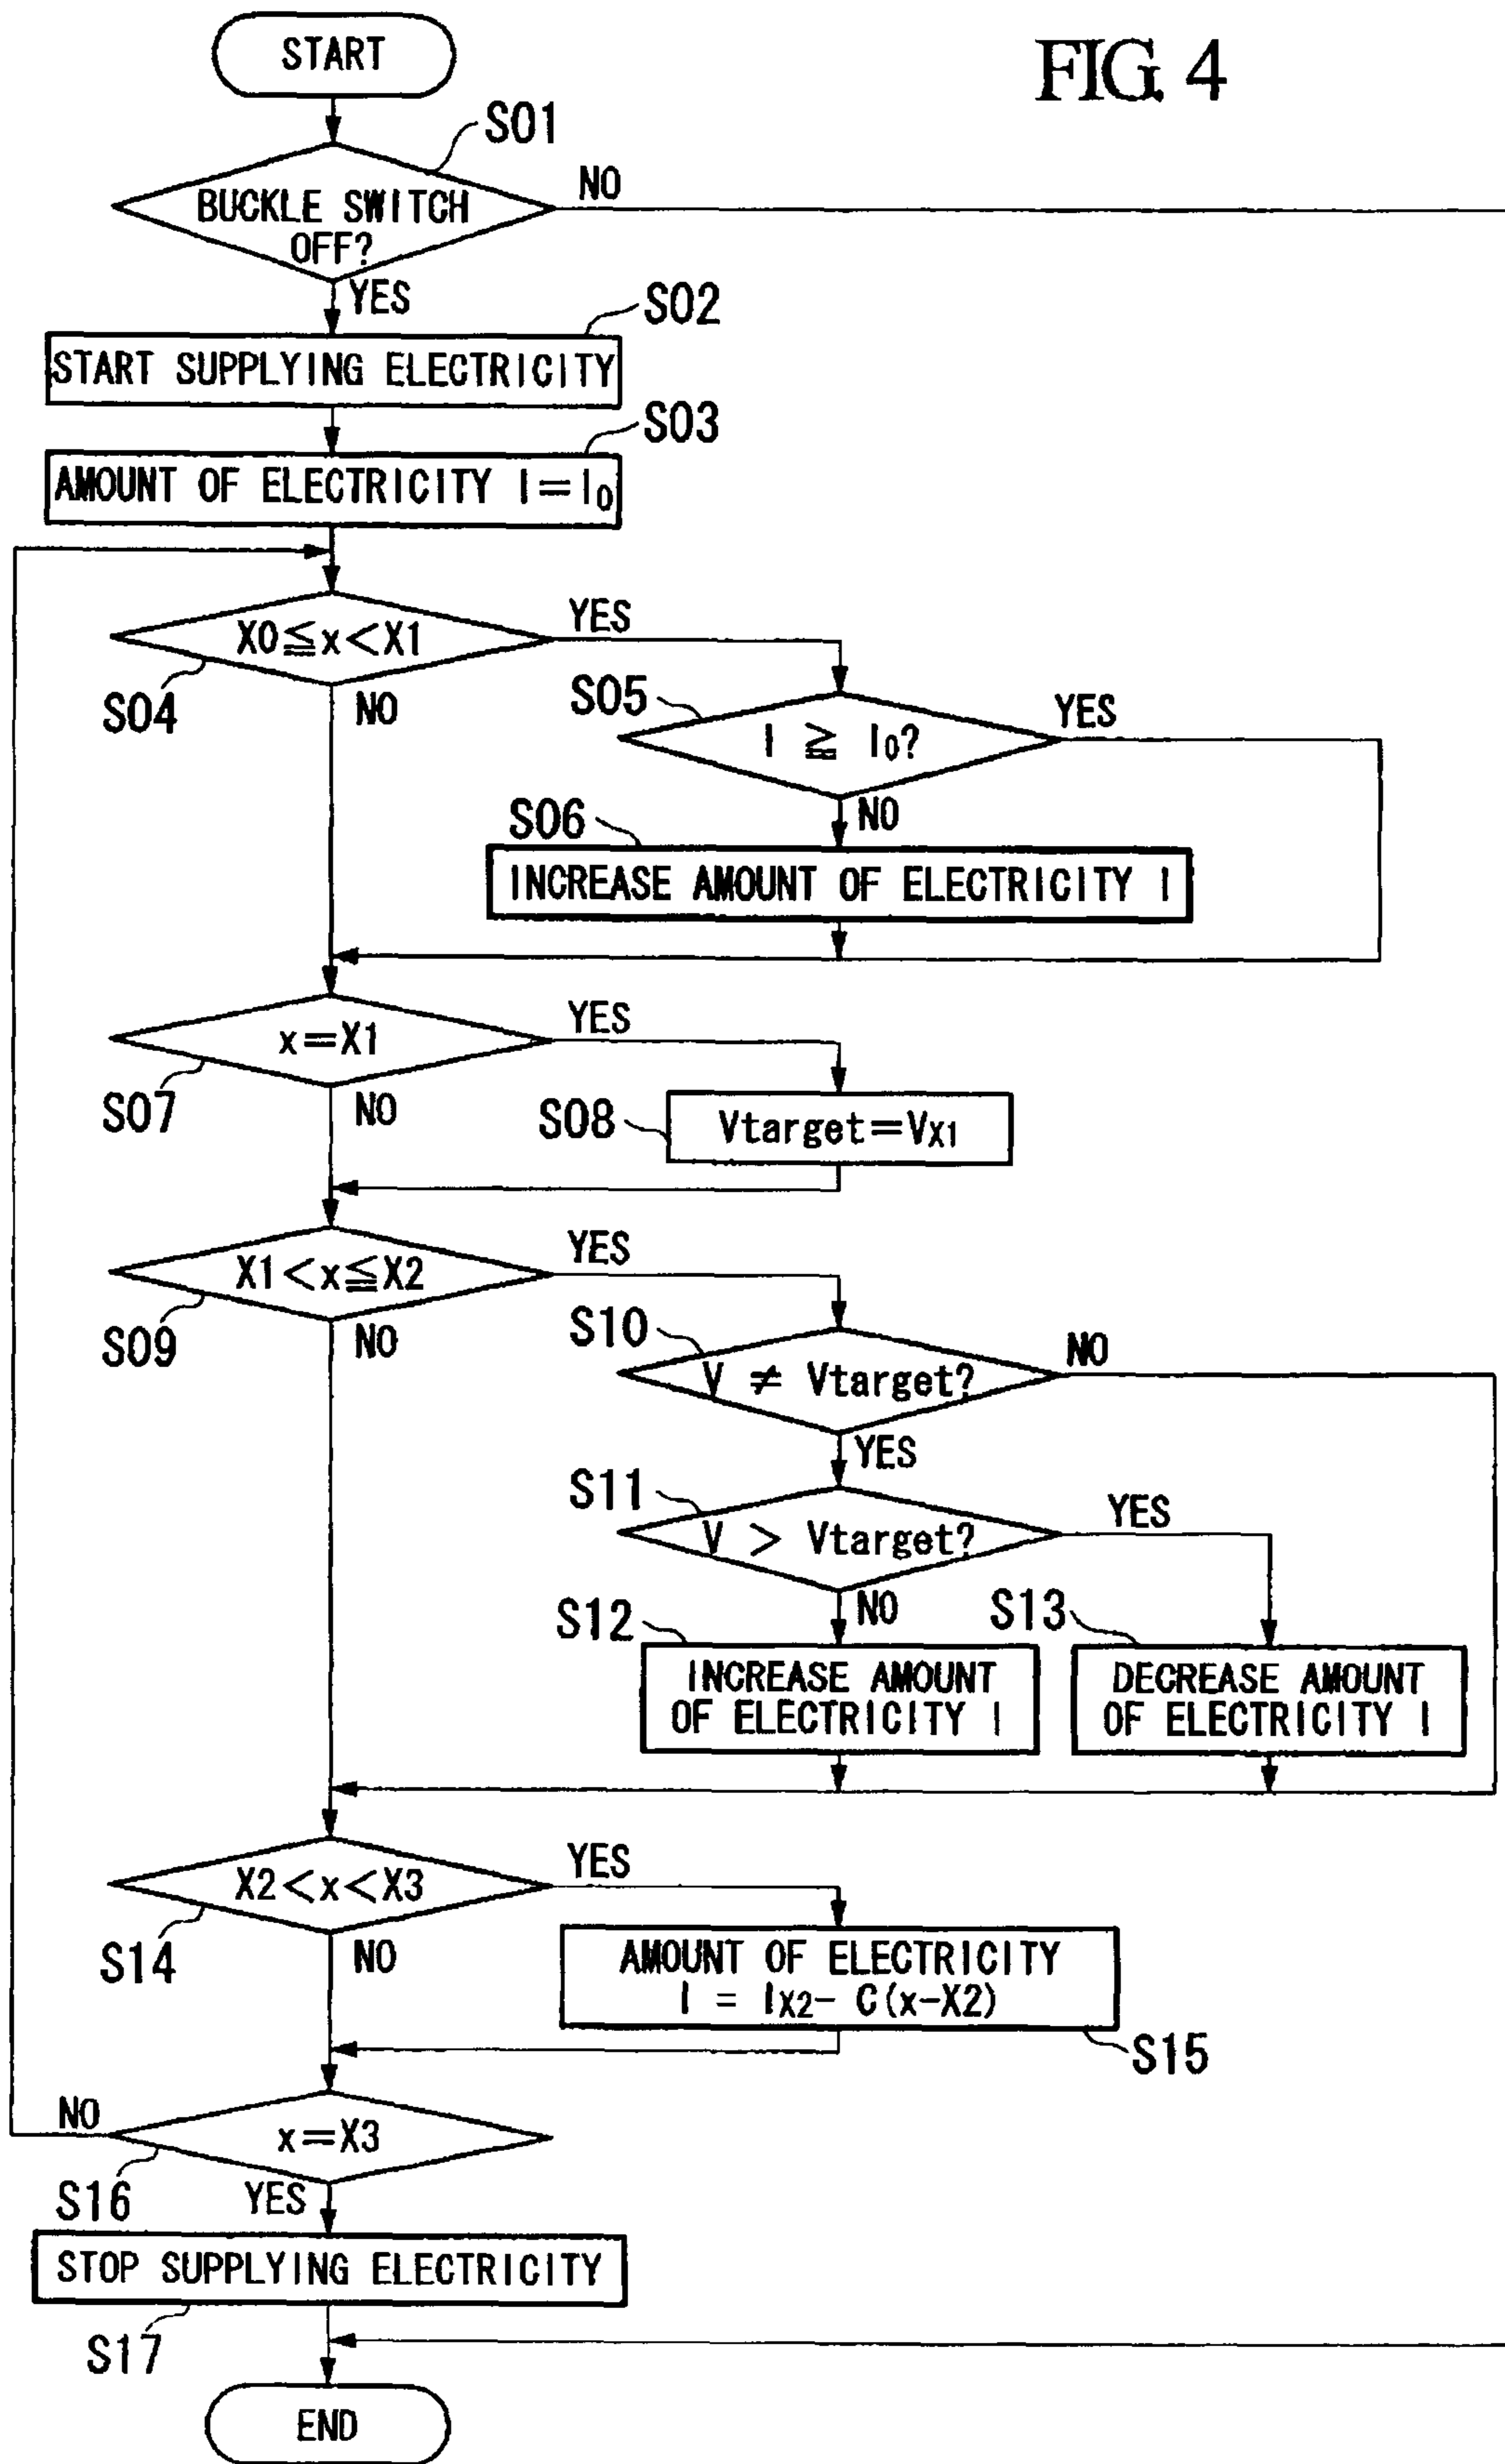 START
FIG. 4
S01
BUCKLE SWITCH
OFF?
NO
YES
S02
START SUPPLYING ELECTRICITY
S03
AMOUNT OF ELECTRICITY I=I0
X0≦x<X1
YES
S04
NO
S05
I ≧ I0?
YES
NO
S06
INCREASE AMOUNT OF ELECTRICITY I
x=X1
YES
S07
NO
S08
Vtarget=VX1
X1<x≦X2
YES
S09
NO
S10
V ≠ Vtarget?
NO
YES
S11
V > Vtarget?
YES
NO
S12
INCREASE AMOUNT
OF ELECTRICITY I
S13
DECREASE AMOUNT
OF ELECTRICITY I
X2<x<X3
YES
S14
NO
AMOUNT OF ELECTRICITY
I = IX2- C(x-X2)
S15
NO
x=X3
S16
YES
STOP SUPPLYING ELECTRICITY
S17
END